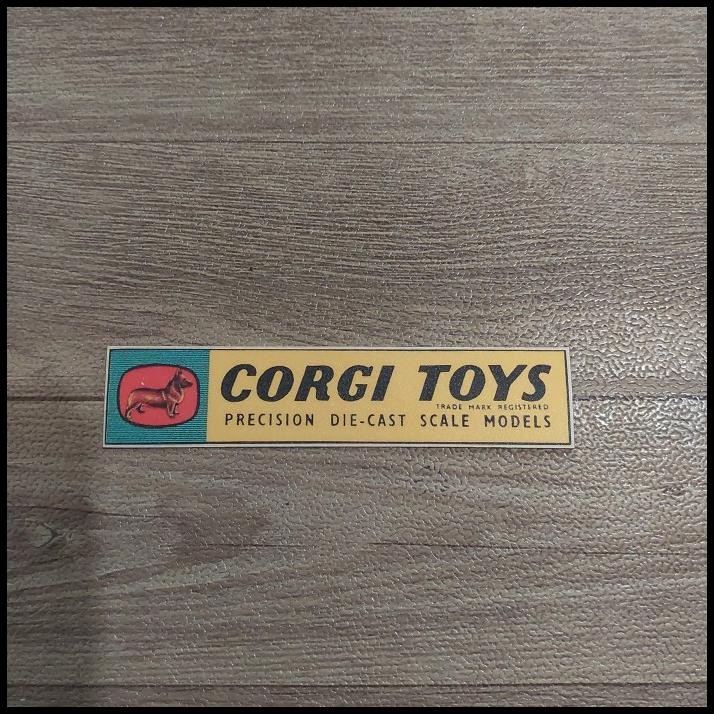 CORGI TOYS
TRADE MARK REGISTERED
PRECISION DIE-CAST SCALE MODELS